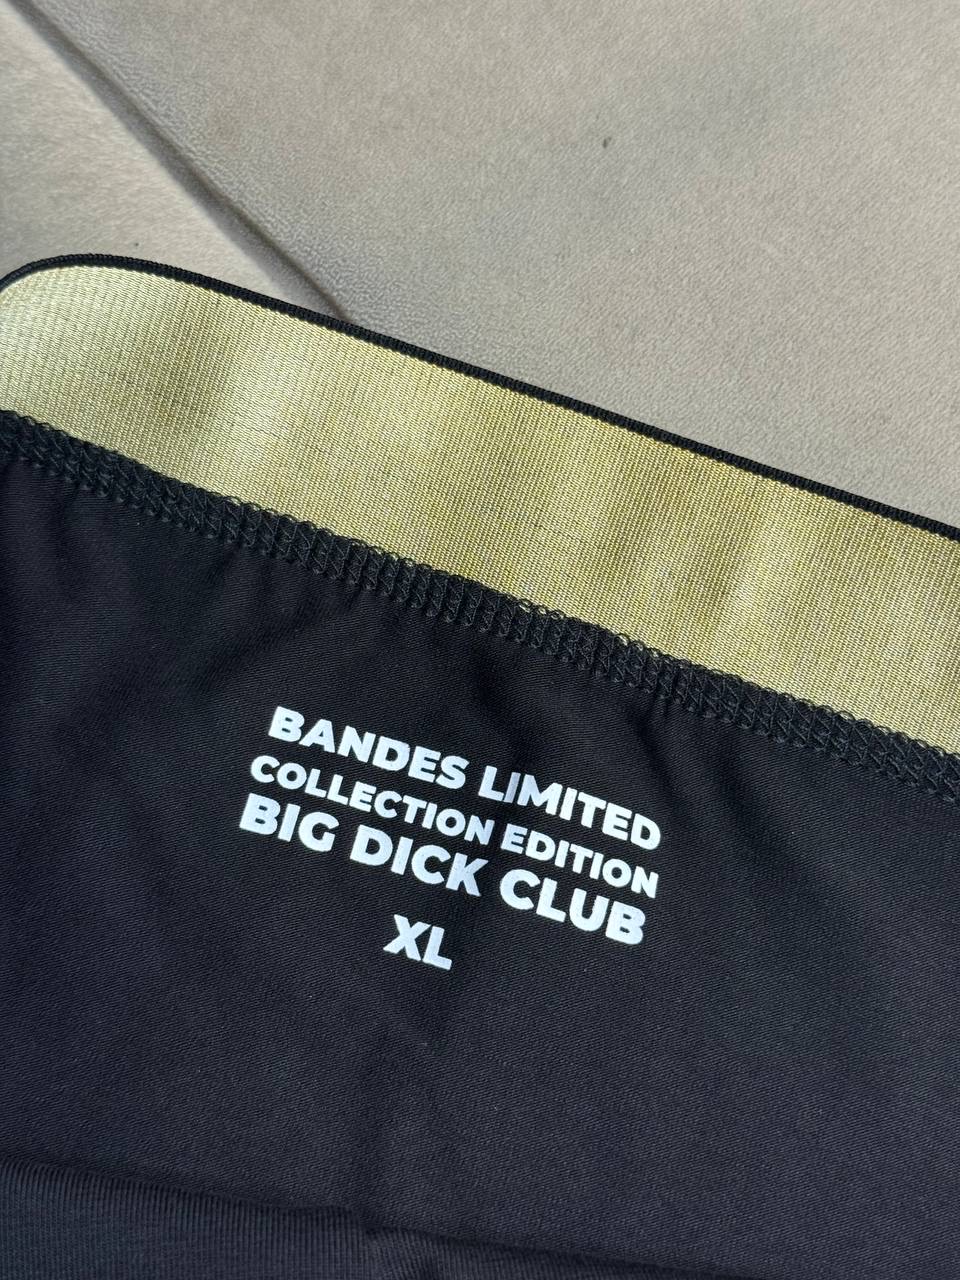 BANDES LIMITED
COLLECTION EDITION
BIG DICK CLUB
XL